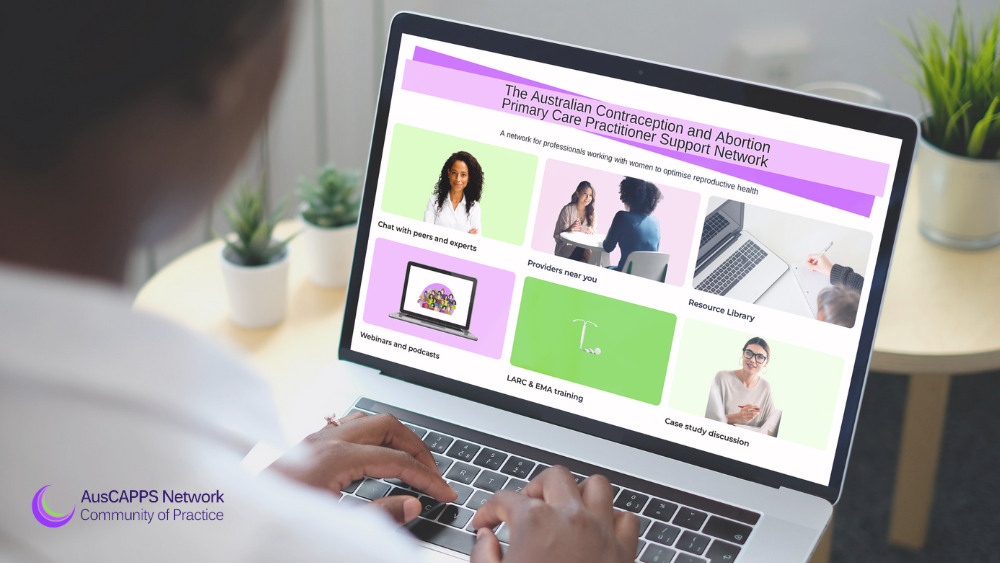 The Australian Contraception and Abortion
Primary Care Practitioner Support Network
A network for professionals working with women to optimise reproductive health
Chat with peers and experts
Providers near you
Resource Library
Webinars and podcasts
LARC & EMA training
Case study discussion
AusCAPPS Network
Community of Practice